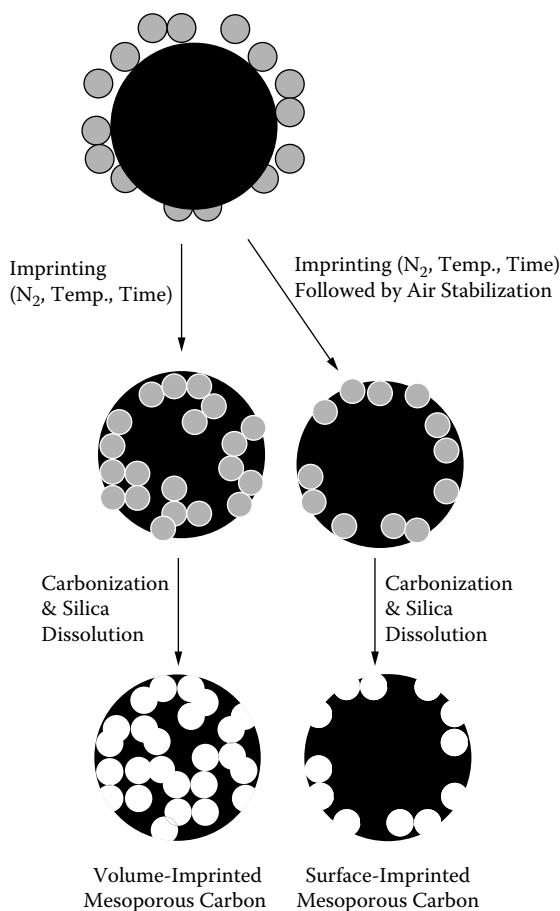 Imprinting
(N₂, Temp., Time)
Imprinting (N₂, Temp., Time)
Followed by Air Stabilization
Carbonization
& Silica
Dissolution
Carbonization
& Silica
Dissolution
Volume-Imprinted
Mesoporous Carbon
Surface-Imprinted
Mesoporous Carbon